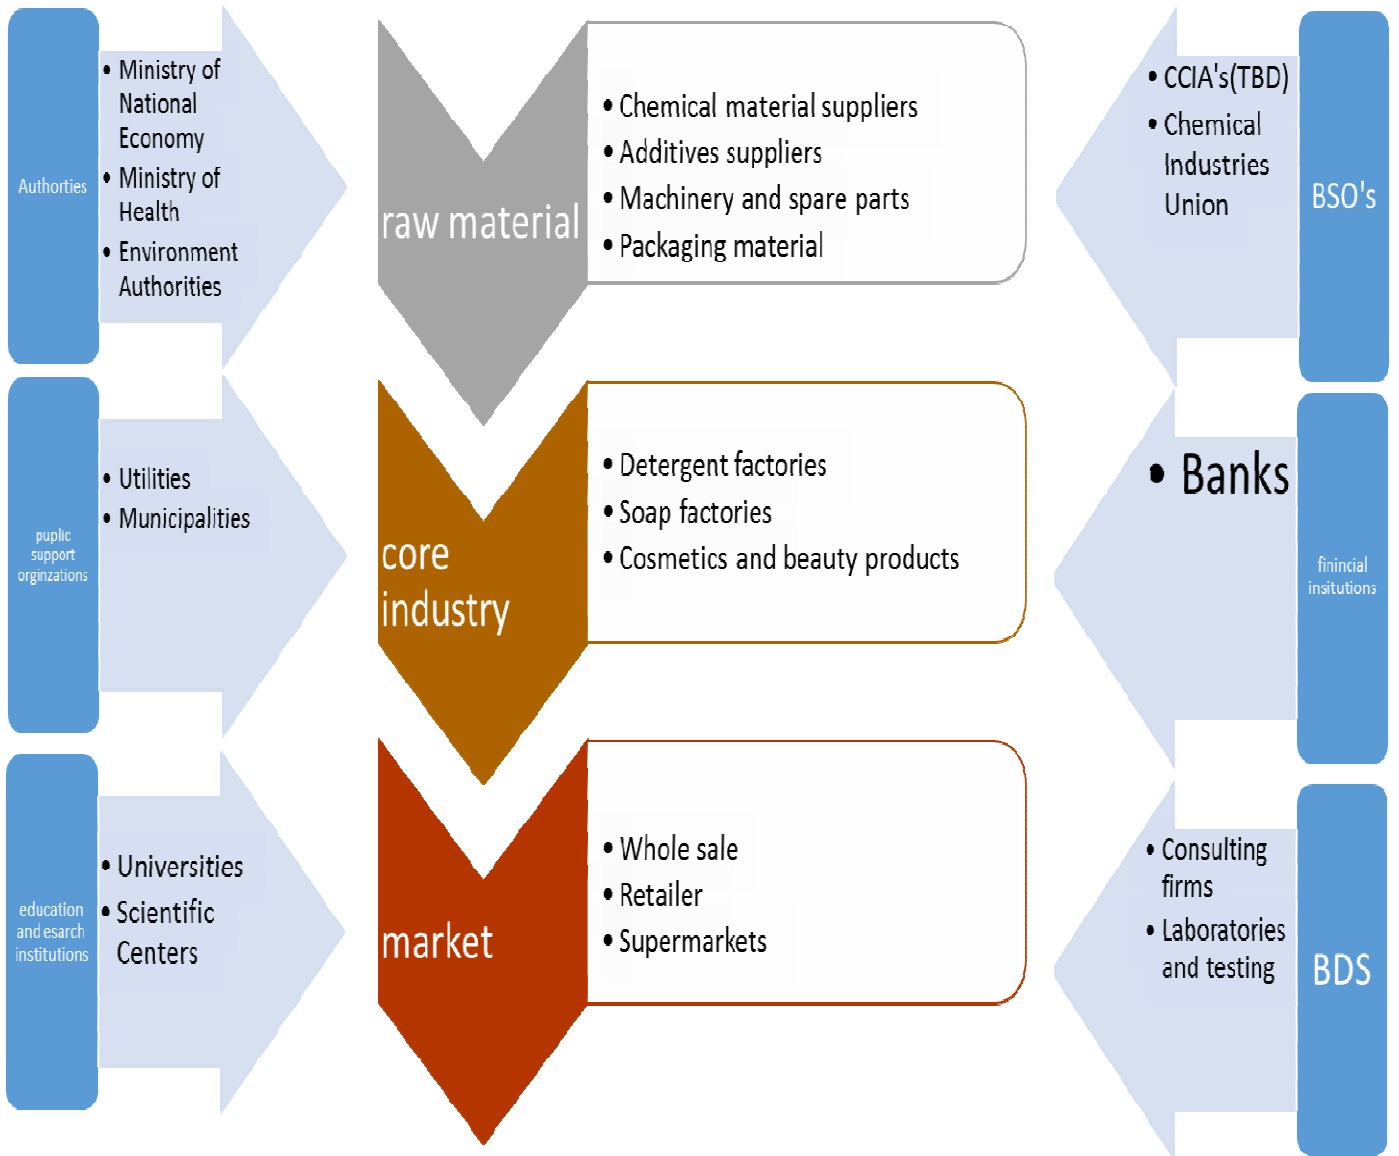 Authorties
• Ministry of
National
Economy
• Ministry of
Health
• Environment
Authorities
raw material
• Chemical material suppliers
• Additives suppliers
• Machinery and spare parts
• Packaging material
• CCIA's(TBD)
• Chemical
Industries
Union
BSO's
puplic
support
orginzations
• Utilities
• Municipalities
core
industry
• Detergent factories
• Soap factories
• Cosmetics and beauty products
• Banks
finincial
insitutions
education
and esarch
institutions
• Universities
• Scientific
Centers
market
• Whole sale
• Retailer
• Supermarkets
• Consulting
firms
• Laboratories
and testing
BDS